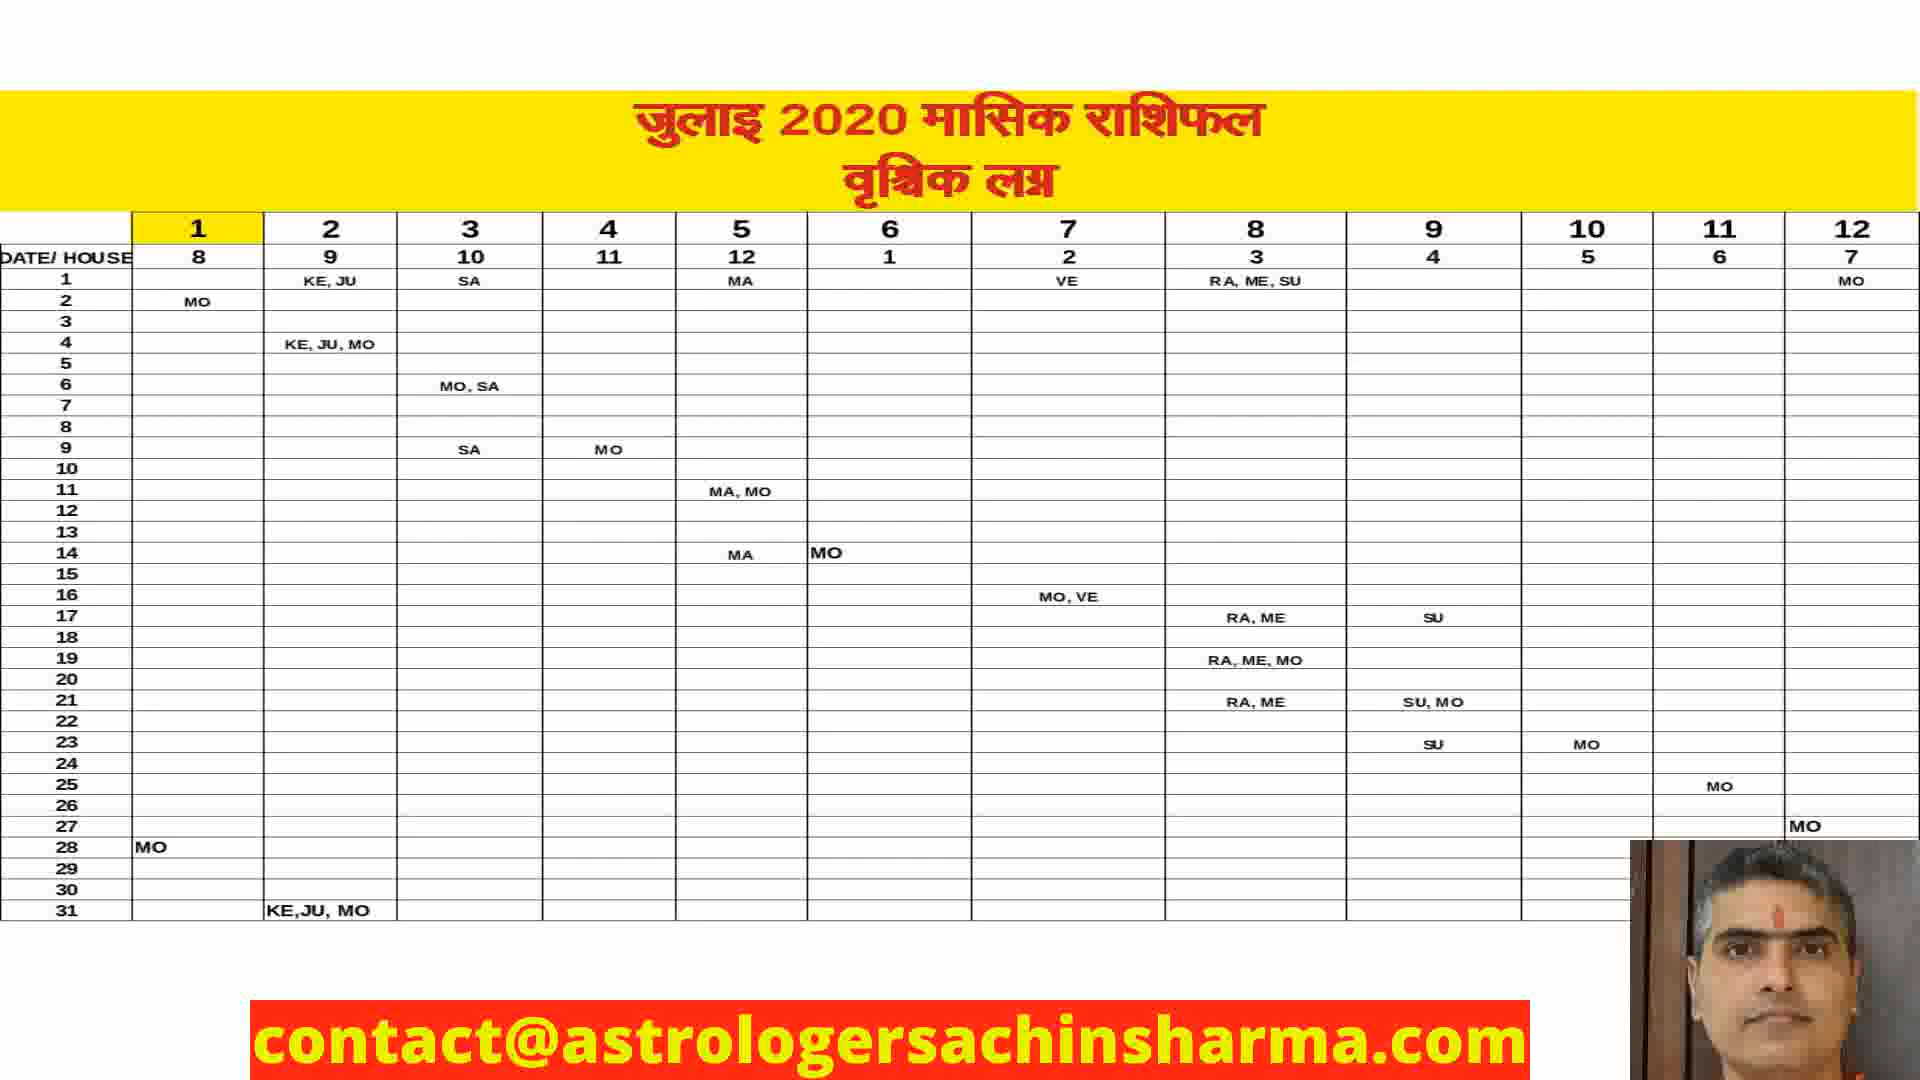 जुलाइ 2020 मासिक राशिफल
वृश्चिक लग्न
1 2 3 4 5 6 7 8 9 10 11 12
DATE/ HOUSE 8 9 10 11 12 1 2 3 4 5 6 7
1 KE, JU SA MA VE RA, ME, SU MO
2 MO
3
4 KE, JU, MO
5
6 MO, SA
7
8
9 SA MO
10
11 MA, MO
12
13
14 MA MO
15
16 MO, VE
17 RA, ME SU
18
19 RA, ME, MO
20
21 RA, ME SU, MO
22
23 SU MO
24
25 MO
26
27 MO
28 MO
29
30
31 KE,JU, MO
contact@astrologersachinsharma.com